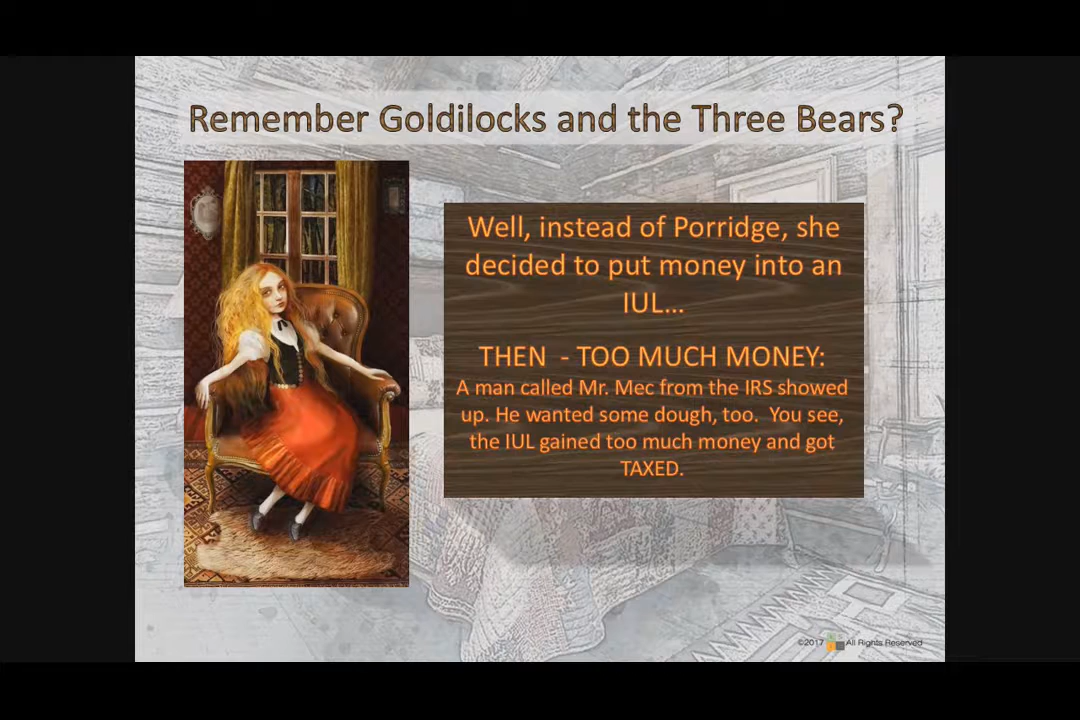 Remember Goldilocks and the Three Bears?
Well, instead of Porridge, she
decided to put money into an
IUL...
THEN - TOO MUCH MONEY:
A man called Mr. Mec from the IRS showed
up. He wanted some dough, too. You see,
the IUL gained too much money and got
TAXED.
©2017 All Rights Reserved